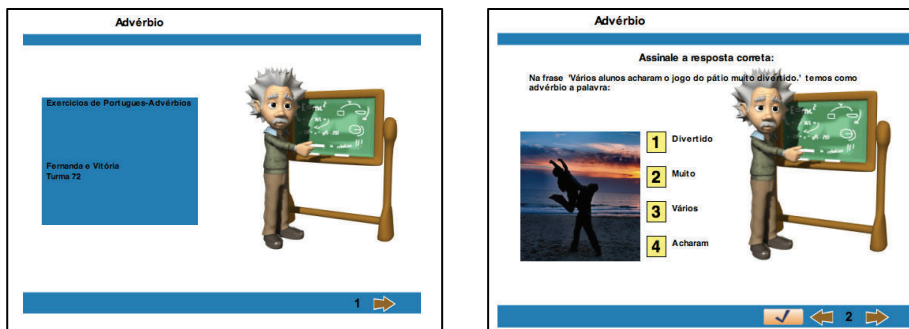 Advérbio
Exercicios de Portugues-Advérbios
Fernanda e Vitória
Turma 72
1
Advérbio
Assinale a resposta correta:
Na frase 'Vários alunos acharam o jogo do pátio muito divertido.' temos como
advérbio a palavra:
1 Divertido
2 Muito
3 Vários
4 Acharam
2